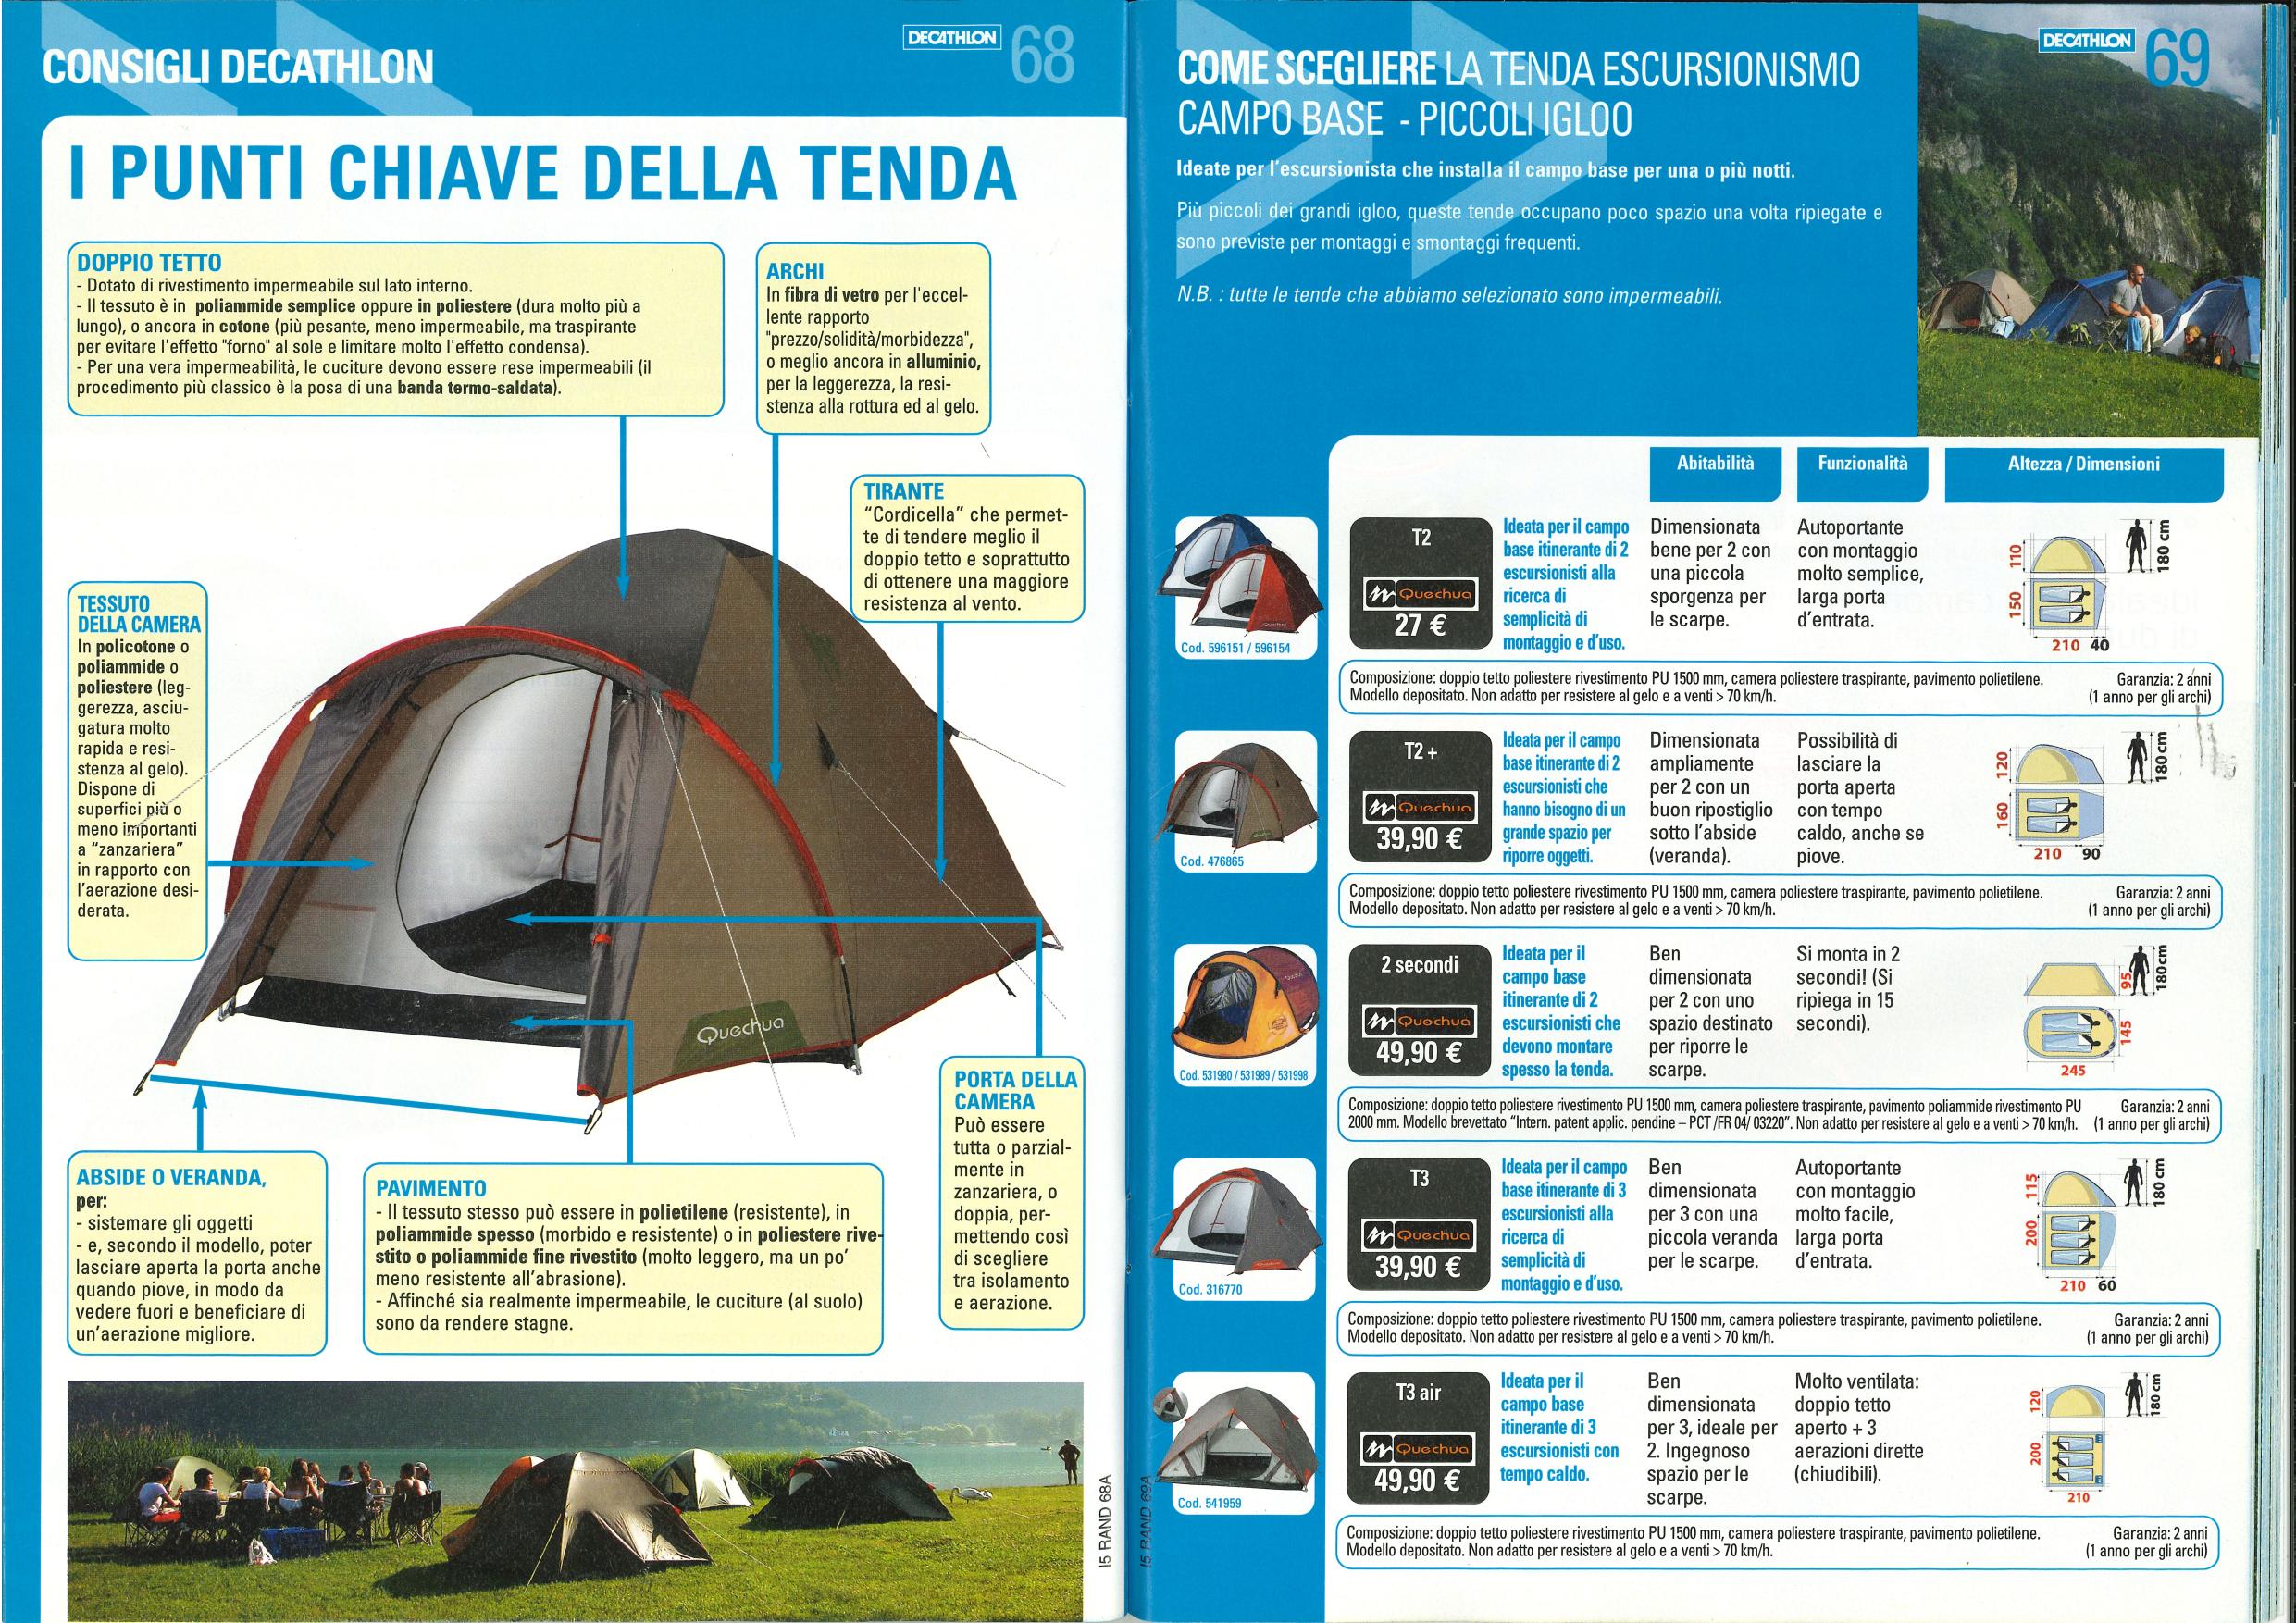 CONSIGLI DECATHLON
DECATHLON 68
I PUNTI CHIAVE DELLA TENDA
DOPPIO TETTO
- Dotato di rivestimento impermeabile sul lato interno.
- Il tessuto è in poliammide semplice oppure in poliestere (dura molto più a
lungo), o ancora in cotone (più pesante, meno impermeabile, ma traspirante
per evitare l'effetto "forno" al sole e limitare molto l'effetto condensa).
- Per una vera impermeabilità, le cuciture devono essere rese impermeabili (il
procedimento più classico è la posa di una banda termo-saldata).
ARCHI
In fibra di vetro per l'eccel-
lente rapporto
"prezzo/solidità/morbidezza",
o meglio ancora in alluminio,
per la leggerezza, la resi-
stenza alla rottura ed al gelo.
TIRANTE
“Cordicella” che permet-
te di tendere meglio il
doppio tetto e soprattutto
di ottenere una maggiore
resistenza al vento.
TESSUTO
DELLA CAMERA
In policotone o
poliammide o
poliestere (leg-
gerezza, asciu-
gatura molto
rapida e resi-
stenza al gelo).
Dispone di
superfici più o
meno importanti
a “zanzariera”
in rapporto con
l'aerazione desi-
derata.
Quechua
PORTA DELLA
CAMERA
Può essere
tutta o parzial-
mente in
zanzariera, o
doppia, per-
mettendo così
di scegliere
tra isolamento
e aerazione.
ABSIDE O VERANDA,
per:
- sistemare gli oggetti
- e, secondo il modello, poter
lasciare aperta la porta anche
quando piove, in modo da
vedere fuori e beneficiare di
un'aerazione migliore.
PAVIMENTO
- Il tessuto stesso può essere in polietilene (resistente), in
poliammide spesso (morbido e resistente) o in poliestere rive-
stito o poliammide fine rivestito (molto leggero, ma un po'
meno resistente all'abrasione).
- Affinché sia realmente impermeabile, le cuciture (al suolo)
sono da rendere stagne.
I5 RAND 68A
DECATHLON 69
COME SCEGLIERE LA TENDA ESCURSIONISMO
CAMPO BASE - PICCOLI IGLOO
Ideate per l'escursionista che installa il campo base per una o più notti.
Più piccoli dei grandi igloo, queste tende occupano poco spazio una volta ripiegate e
sono previste per montaggi e smontaggi frequenti.
N.B. : tutte le tende che abbiamo selezionato sono impermeabili.
Abitabilità
Funzionalità
Altezza / Dimensioni
Cod. 596151 / 596154
T2
Quechua
27 €
Ideata per il campo
base itinerante di 2
escursionisti alla
ricerca di
semplicità di
montaggio e d'uso.
Dimensionata
bene per 2 con
una piccola
sporgenza per
le scarpe.
Autoportante
con montaggio
molto semplice,
larga porta
d'entrata.
110
180 cm
150
210 40
Composizione: doppio tetto poliestere rivestimento PU 1500 mm, camera poliestere traspirante, pavimento polietilene.
Modello depositato. Non adatto per resistere al gelo e a venti > 70 km/h.
Garanzia: 2 anni
(1 anno per gli archi)
Cod. 476865
T2 +
Quechua
39,90 €
Ideata per il campo
base itinerante di 2
escursionisti che
hanno bisogno di un
grande spazio per
riporre oggetti.
Dimensionata
ampliamente
per 2 con un
buon ripostiglio
sotto l'abside
(veranda).
Possibilità di
lasciare la
porta aperta
con tempo
caldo, anche se
piove.
120
180 cm
160
210 90
Composizione: doppio tetto poliestere rivestimento PU 1500 mm, camera poliestere traspirante, pavimento polietilene.
Modello depositato. Non adatto per resistere al gelo e a venti > 70 km/h.
Garanzia: 2 anni
(1 anno per gli archi)
Cod. 531980 / 531989 / 531998
2 secondi
Quechua
49,90 €
Ideata per il
campo base
itinerante di 2
escursionisti che
devono montare
spesso la tenda.
Ben
dimensionata
per 2 con uno
spazio destinato
per riporre le
scarpe.
Si monta in 2
secondi! (Si
ripiega in 15
secondi).
95
180cm
145
245
Composizione: doppio tetto poliestere rivestimento PU 1500 mm, camera poliestere traspirante, pavimento poliammide rivestimento PU
2000 mm. Modello brevettato “Intern. patent applic. pendine – PCT /FR 04/ 03220”. Non adatto per resistere al gelo e a venti > 70 km/h.
Garanzia: 2 anni
(1 anno per gli archi)
Cod. 316770
T3
Quechua
39,90 €
Ideata per il campo
base itinerante di 3
escursionisti alla
ricerca di
semplicità di
montaggio e d'uso.
Ben
dimensionata
per 3 con una
piccola veranda
per le scarpe.
Autoportante
con montaggio
molto facile,
larga porta
d'entrata.
115
180 cm
200
210 60
Composizione: doppio tetto poliestere rivestimento PU 1500 mm, camera poliestere traspirante, pavimento polietilene.
Modello depositato. Non adatto per resistere al gelo e a venti > 70 km/h.
Garanzia: 2 anni
(1 anno per gli archi)
Cod. 541959
T3 air
Quechua
49,90 €
Ideata per il
campo base
itinerante di 3
escursionisti con
tempo caldo.
Ben
dimensionata
per 3, ideale per
2. Ingegnoso
spazio per le
scarpe.
Molto ventilata:
doppio tetto
aperto + 3
aerazioni dirette
(chiudibili).
120
180 cm
200
210
Composizione: doppio tetto poliestere rivestimento PU 1500 mm, camera poliestere traspirante, pavimento polietilene.
Modello depositato. Non adatto per resistere al gelo e a venti > 70 km/h.
Garanzia: 2 anni
(1 anno per gli archi)
I5 RAND 69A